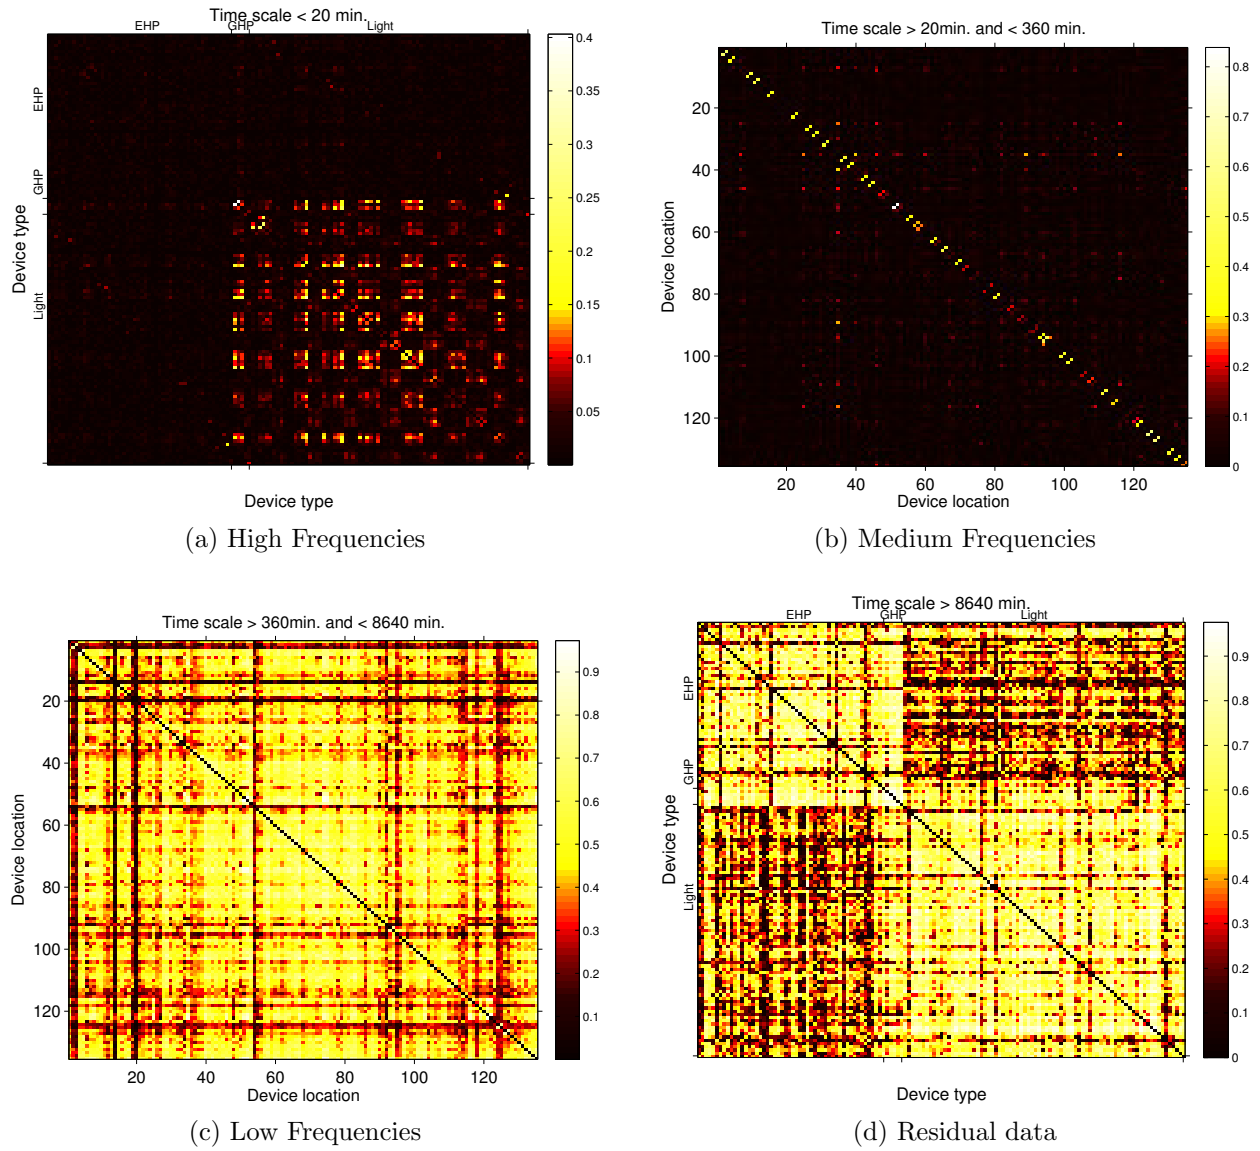 Time scale < 20 min.
EHP GHP Light
EHP
GHP
Light
Device type
Device type
0.4
0.35
0.3
0.25
0.2
0.15
0.1
0.05
(a) High Frequencies
Time scale > 20min. and < 360 min.
20
40
60
80
100
120
Device location
20 40 60 80 100 120
Device location
0.8
0.7
0.6
0.5
0.4
0.3
0.2
0.1
0
(b) Medium Frequencies
Time scale > 360min. and < 8640 min.
20
40
60
80
100
120
Device location
20 40 60 80 100 120
Device location
0.9
0.8
0.7
0.6
0.5
0.4
0.3
0.2
0.1
(c) Low Frequencies
Time scale > 8640 min.
EHP GHP Light
EHP
GHP
Light
Device type
Device type
0.9
0.8
0.7
0.6
0.5
0.4
0.3
0.2
0.1
0
(d) Residual data